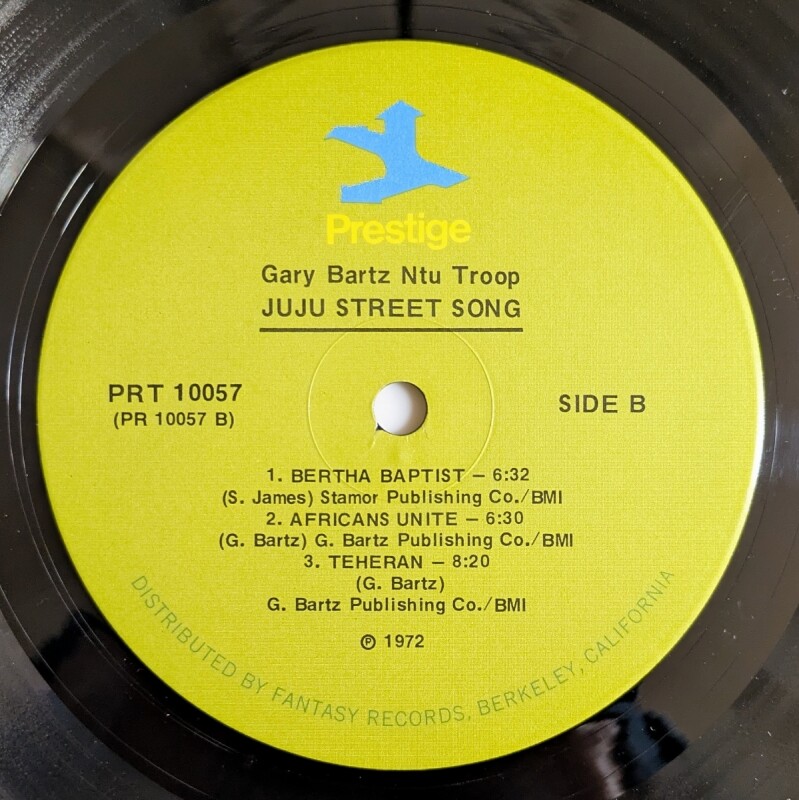 Prestige
Gary Bartz Ntu Troop
JUJU STREET SONG
PRT 10057
(PR 10057 B)
SIDE B
1. BERTHA BAPTIST – 6:32
(S. James) Stamor Publishing Co./BMI
2. AFRICANS UNITE – 6:30
(G. Bartz) G. Bartz Publishing Co./BMI
3. TEHERAN – 8:20
(G. Bartz)
G. Bartz Publishing Co./BMI
℗ 1972
DISTRIBUTED BY FANTASY RECORDS, BERKELEY, CALIFORNIA